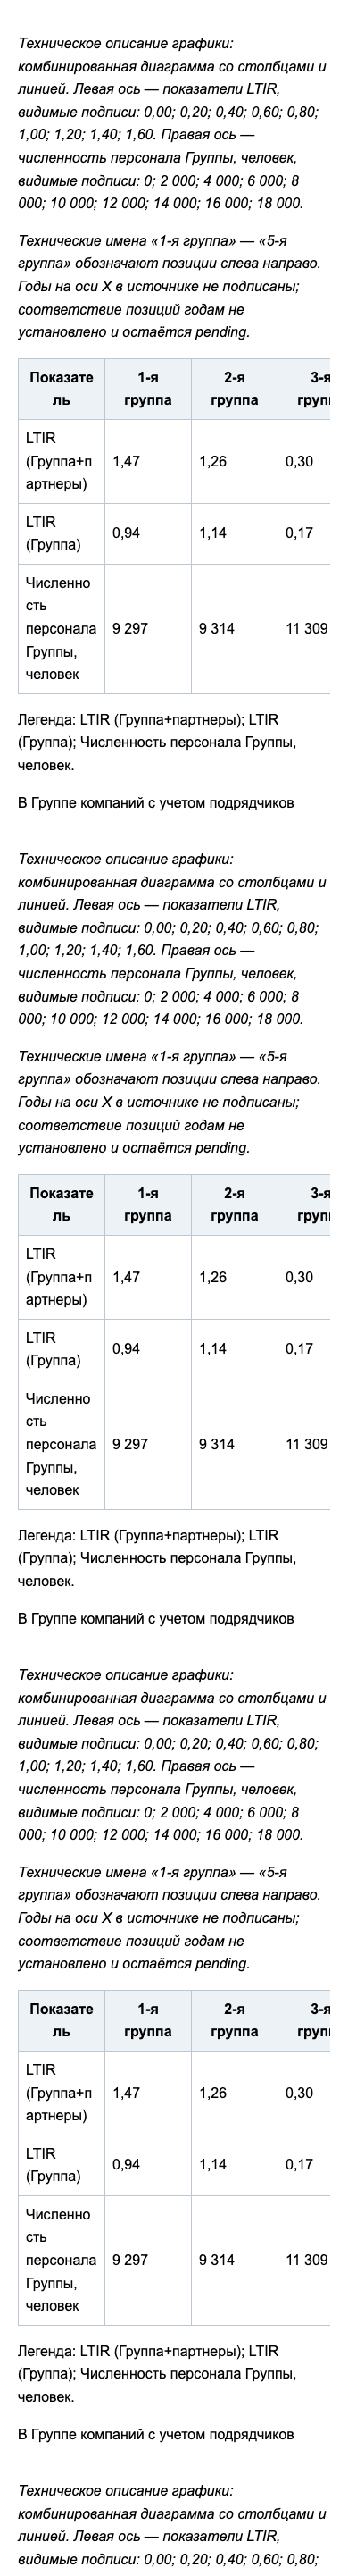 Техническое описание графики:
комбинированная диаграмма со столбцами и
линией. Левая ось — показатели LTIR,
видимые подписи: 0,00; 0,20; 0,40; 0,60; 0,80;
1,00; 1,20; 1,40; 1,60. Правая ось —
численность персонала Группы, человек,
видимые подписи: 0; 2 000; 4 000; 6 000; 8
000; 10 000; 12 000; 14 000; 16 000; 18 000.
Технические имена «1-я группа» — «5-я
группа» обозначают позиции слева направо.
Годы на оси X в источнике не подписаны;
соответствие позиций годам не
установлено и остаётся pending.
Показате 1-я 2-я 3-я
ль группа группа
LTIR
(Группа+п 1,47 1,26 0,30
артнеры)
LTIR
(Группа) 0,94 1,14 0,17
Численно
сть
персонала 9 297 9 314 11 309
Группы,
человек
Легенда: LTIR (Группа+партнеры); LTIR
(Группа); Численность персонала Группы,
человек.
В Группе компаний с учетом подрядчиков
Техническое описание графики:
комбинированная диаграмма со столбцами и
линией. Левая ось — показатели LTIR,
видимые подписи: 0,00; 0,20; 0,40; 0,60; 0,80;
1,00; 1,20; 1,40; 1,60. Правая ось —
численность персонала Группы, человек,
видимые подписи: 0; 2 000; 4 000; 6 000; 8
000; 10 000; 12 000; 14 000; 16 000; 18 000.
Технические имена «1-я группа» — «5-я
группа» обозначают позиции слева направо.
Годы на оси X в источнике не подписаны;
соответствие позиций годам не
установлено и остаётся pending.
Показате 1-я 2-я 3-я
ль группа группа
LTIR
(Группа+п 1,47 1,26 0,30
артнеры)
LTIR
(Группа) 0,94 1,14 0,17
Численно
сть
персонала 9 297 9 314 11 309
Группы,
человек
Легенда: LTIR (Группа+партнеры); LTIR
(Группа); Численность персонала Группы,
человек.
В Группе компаний с учетом подрядчиков
Техническое описание графики:
комбинированная диаграмма со столбцами и
линией. Левая ось — показатели LTIR,
видимые подписи: 0,00; 0,20; 0,40; 0,60; 0,80;
1,00; 1,20; 1,40; 1,60. Правая ось —
численность персонала Группы, человек,
видимые подписи: 0; 2 000; 4 000; 6 000; 8
000; 10 000; 12 000; 14 000; 16 000; 18 000.
Технические имена «1-я группа» — «5-я
группа» обозначают позиции слева направо.
Годы на оси X в источнике не подписаны;
соответствие позиций годам не
установлено и остаётся pending.
Показате 1-я 2-я 3-я
ль группа группа
LTIR
(Группа+п 1,47 1,26 0,30
артнеры)
LTIR
(Группа) 0,94 1,14 0,17
Численно
сть
персонала 9 297 9 314 11 309
Группы,
человек
Легенда: LTIR (Группа+партнеры); LTIR
(Группа); Численность персонала Группы,
человек.
В Группе компаний с учетом подрядчиков
Техническое описание графики:
комбинированная диаграмма со столбцами и
линией. Левая ось — показатели LTIR,
видимые подписи: 0,00; 0,20; 0,40; 0,60; 0,80;